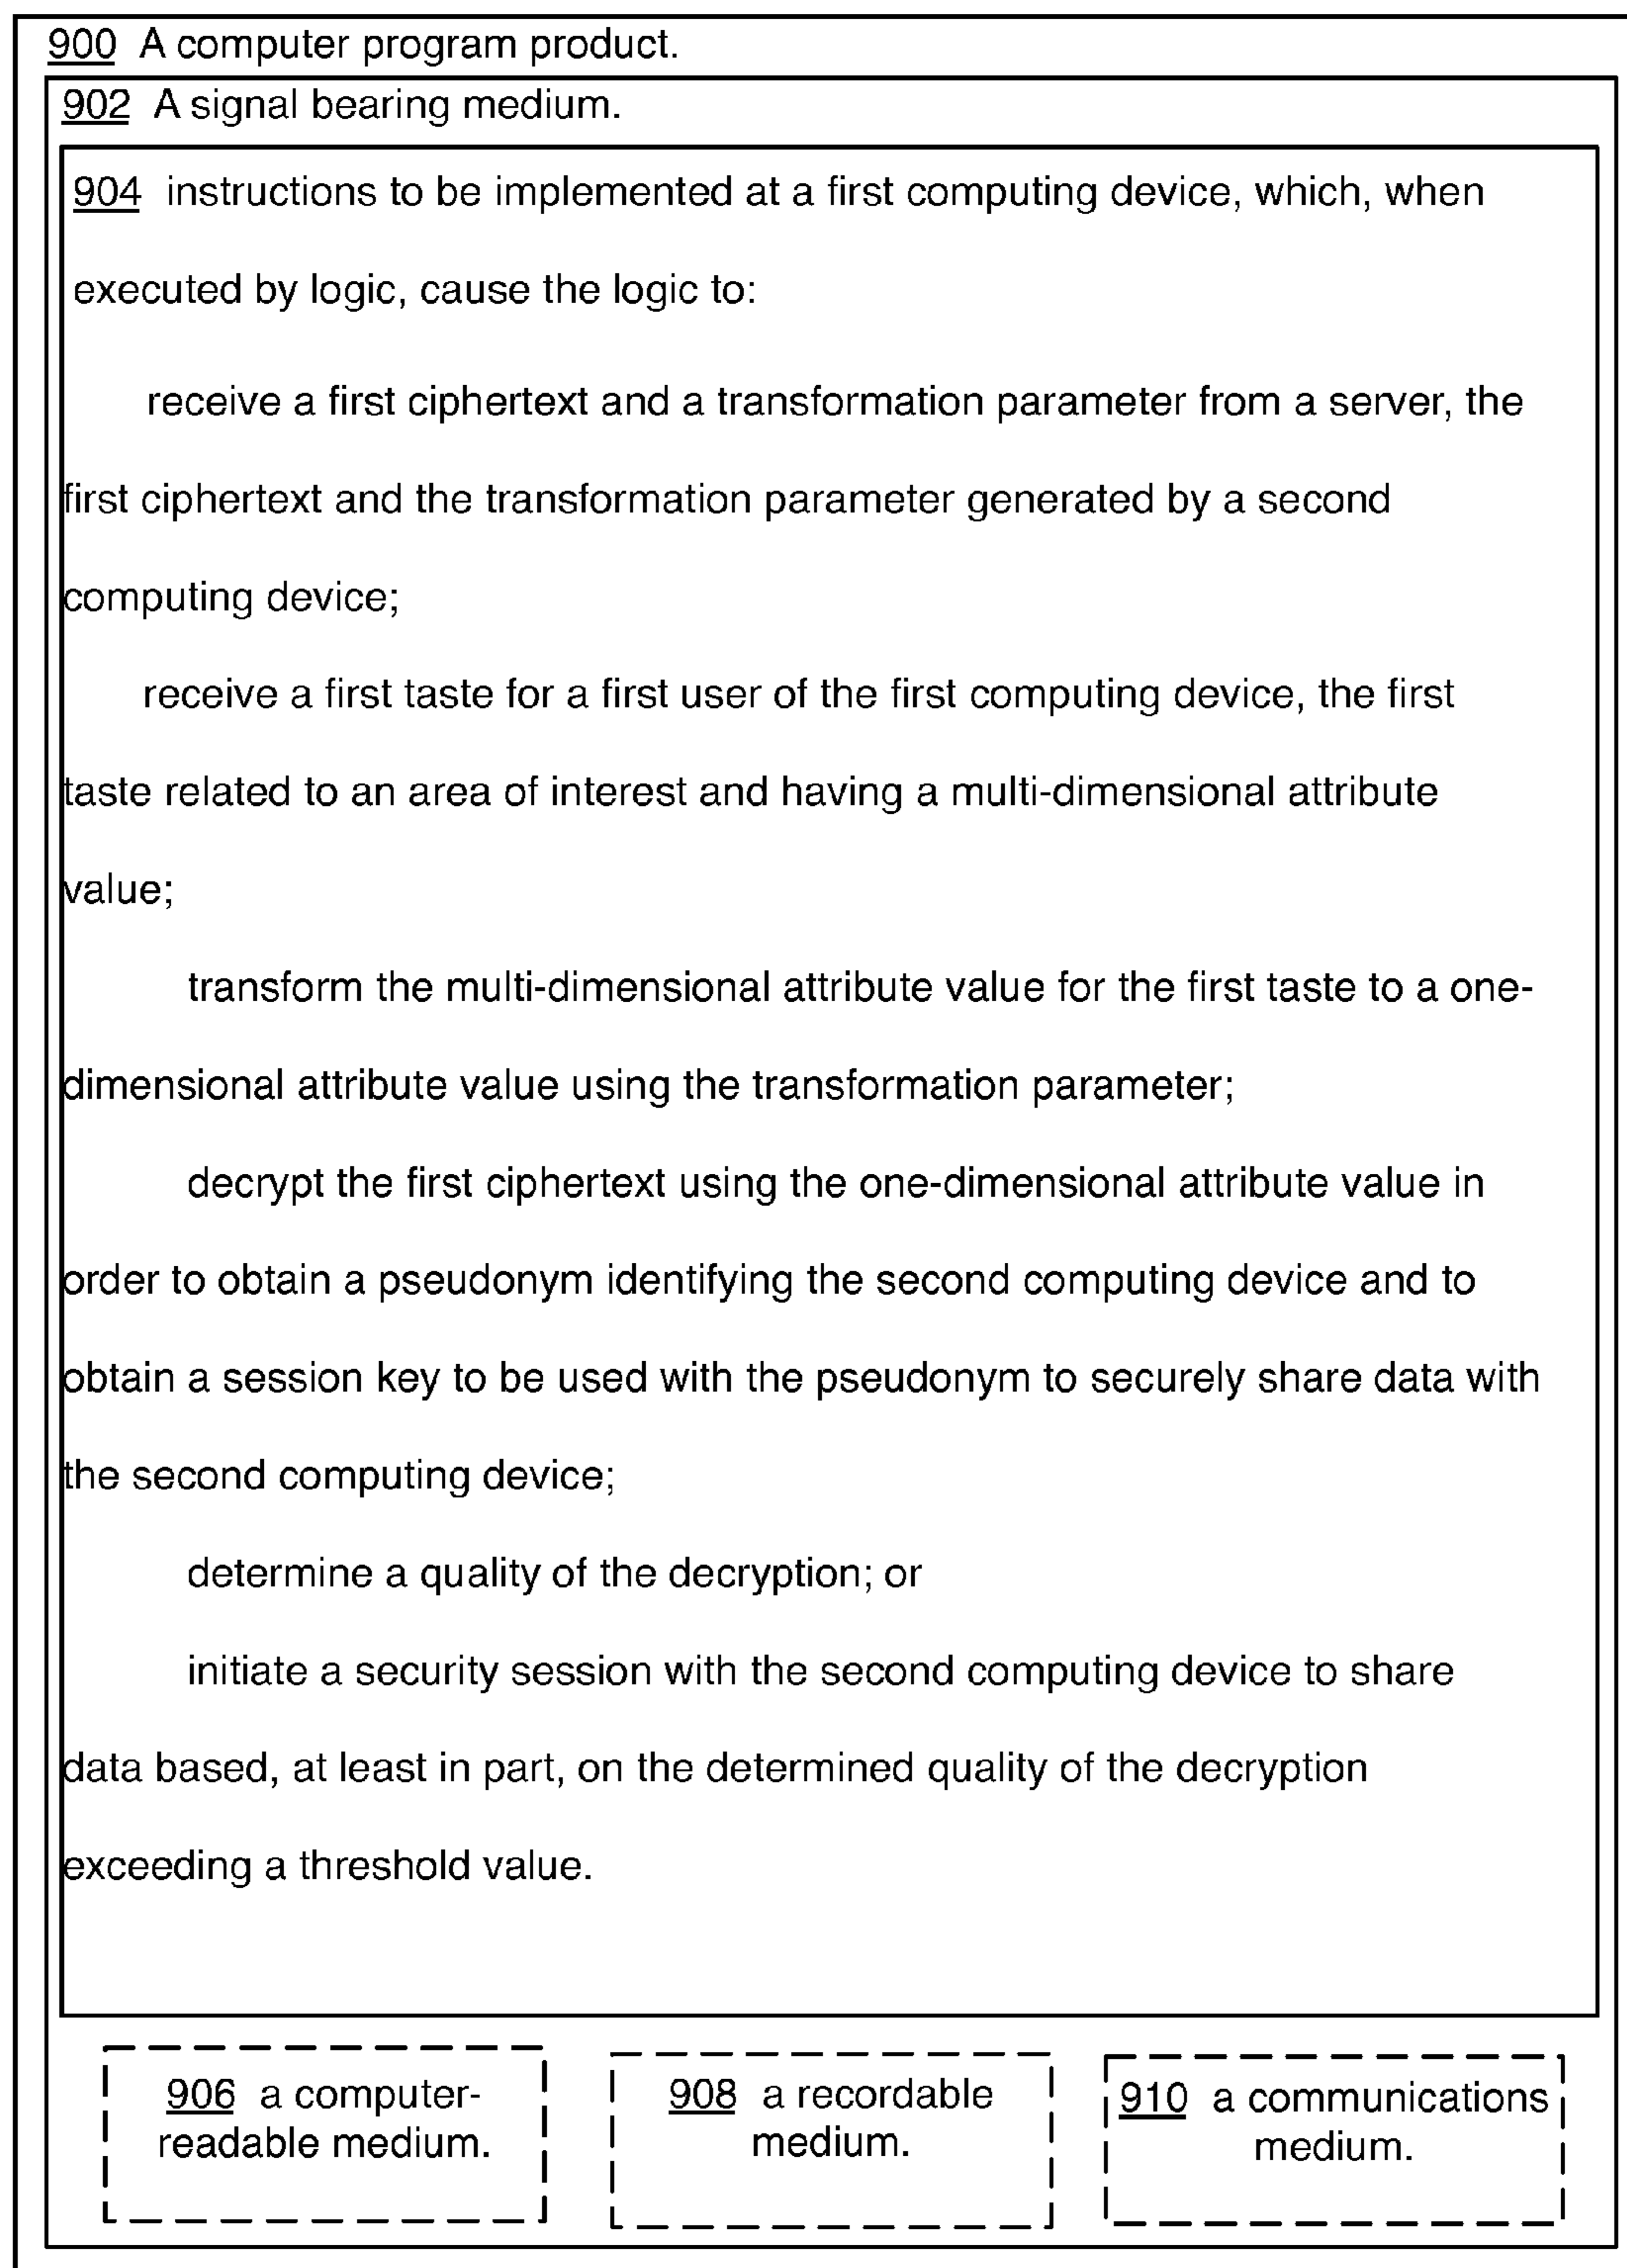 900 A computer program product.
902 A signal bearing medium.
904 instructions to be implemented at a first computing device, which, when
executed by logic, cause the logic to:
receive a first ciphertext and a transformation parameter from a server, the
first ciphertext and the transformation parameter generated by a second
computing device;
receive a first taste for a first user of the first computing device, the first
taste related to an area of interest and having a multi-dimensional attribute
value;
transform the multi-dimensional attribute value for the first taste to a one-
dimensional attribute value using the transformation parameter;
decrypt the first ciphertext using the one-dimensional attribute value in
order to obtain a pseudonym identifying the second computing device and to
obtain a session key to be used with the pseudonym to securely share data with
the second computing device;
determine a quality of the decryption; or
initiate a security session with the second computing device to share
data based, at least in part, on the determined quality of the decryption
exceeding a threshold value.
906 a computer-
readable medium.
908 a recordable
medium.
910 a communications
medium.